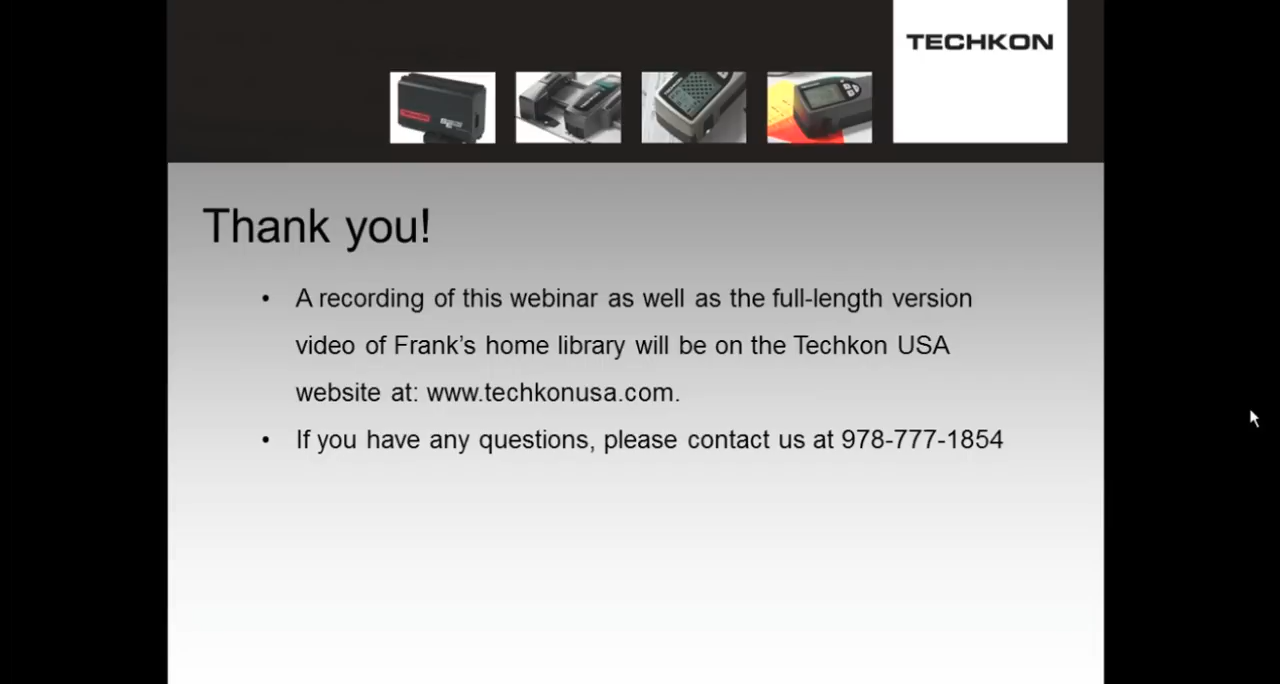 TECHKON
Thank you!
• A recording of this webinar as well as the full-length version
video of Frank’s home library will be on the Techkon USA
website at: www.techkonusa.com.
• If you have any questions, please contact us at 978-777-1854